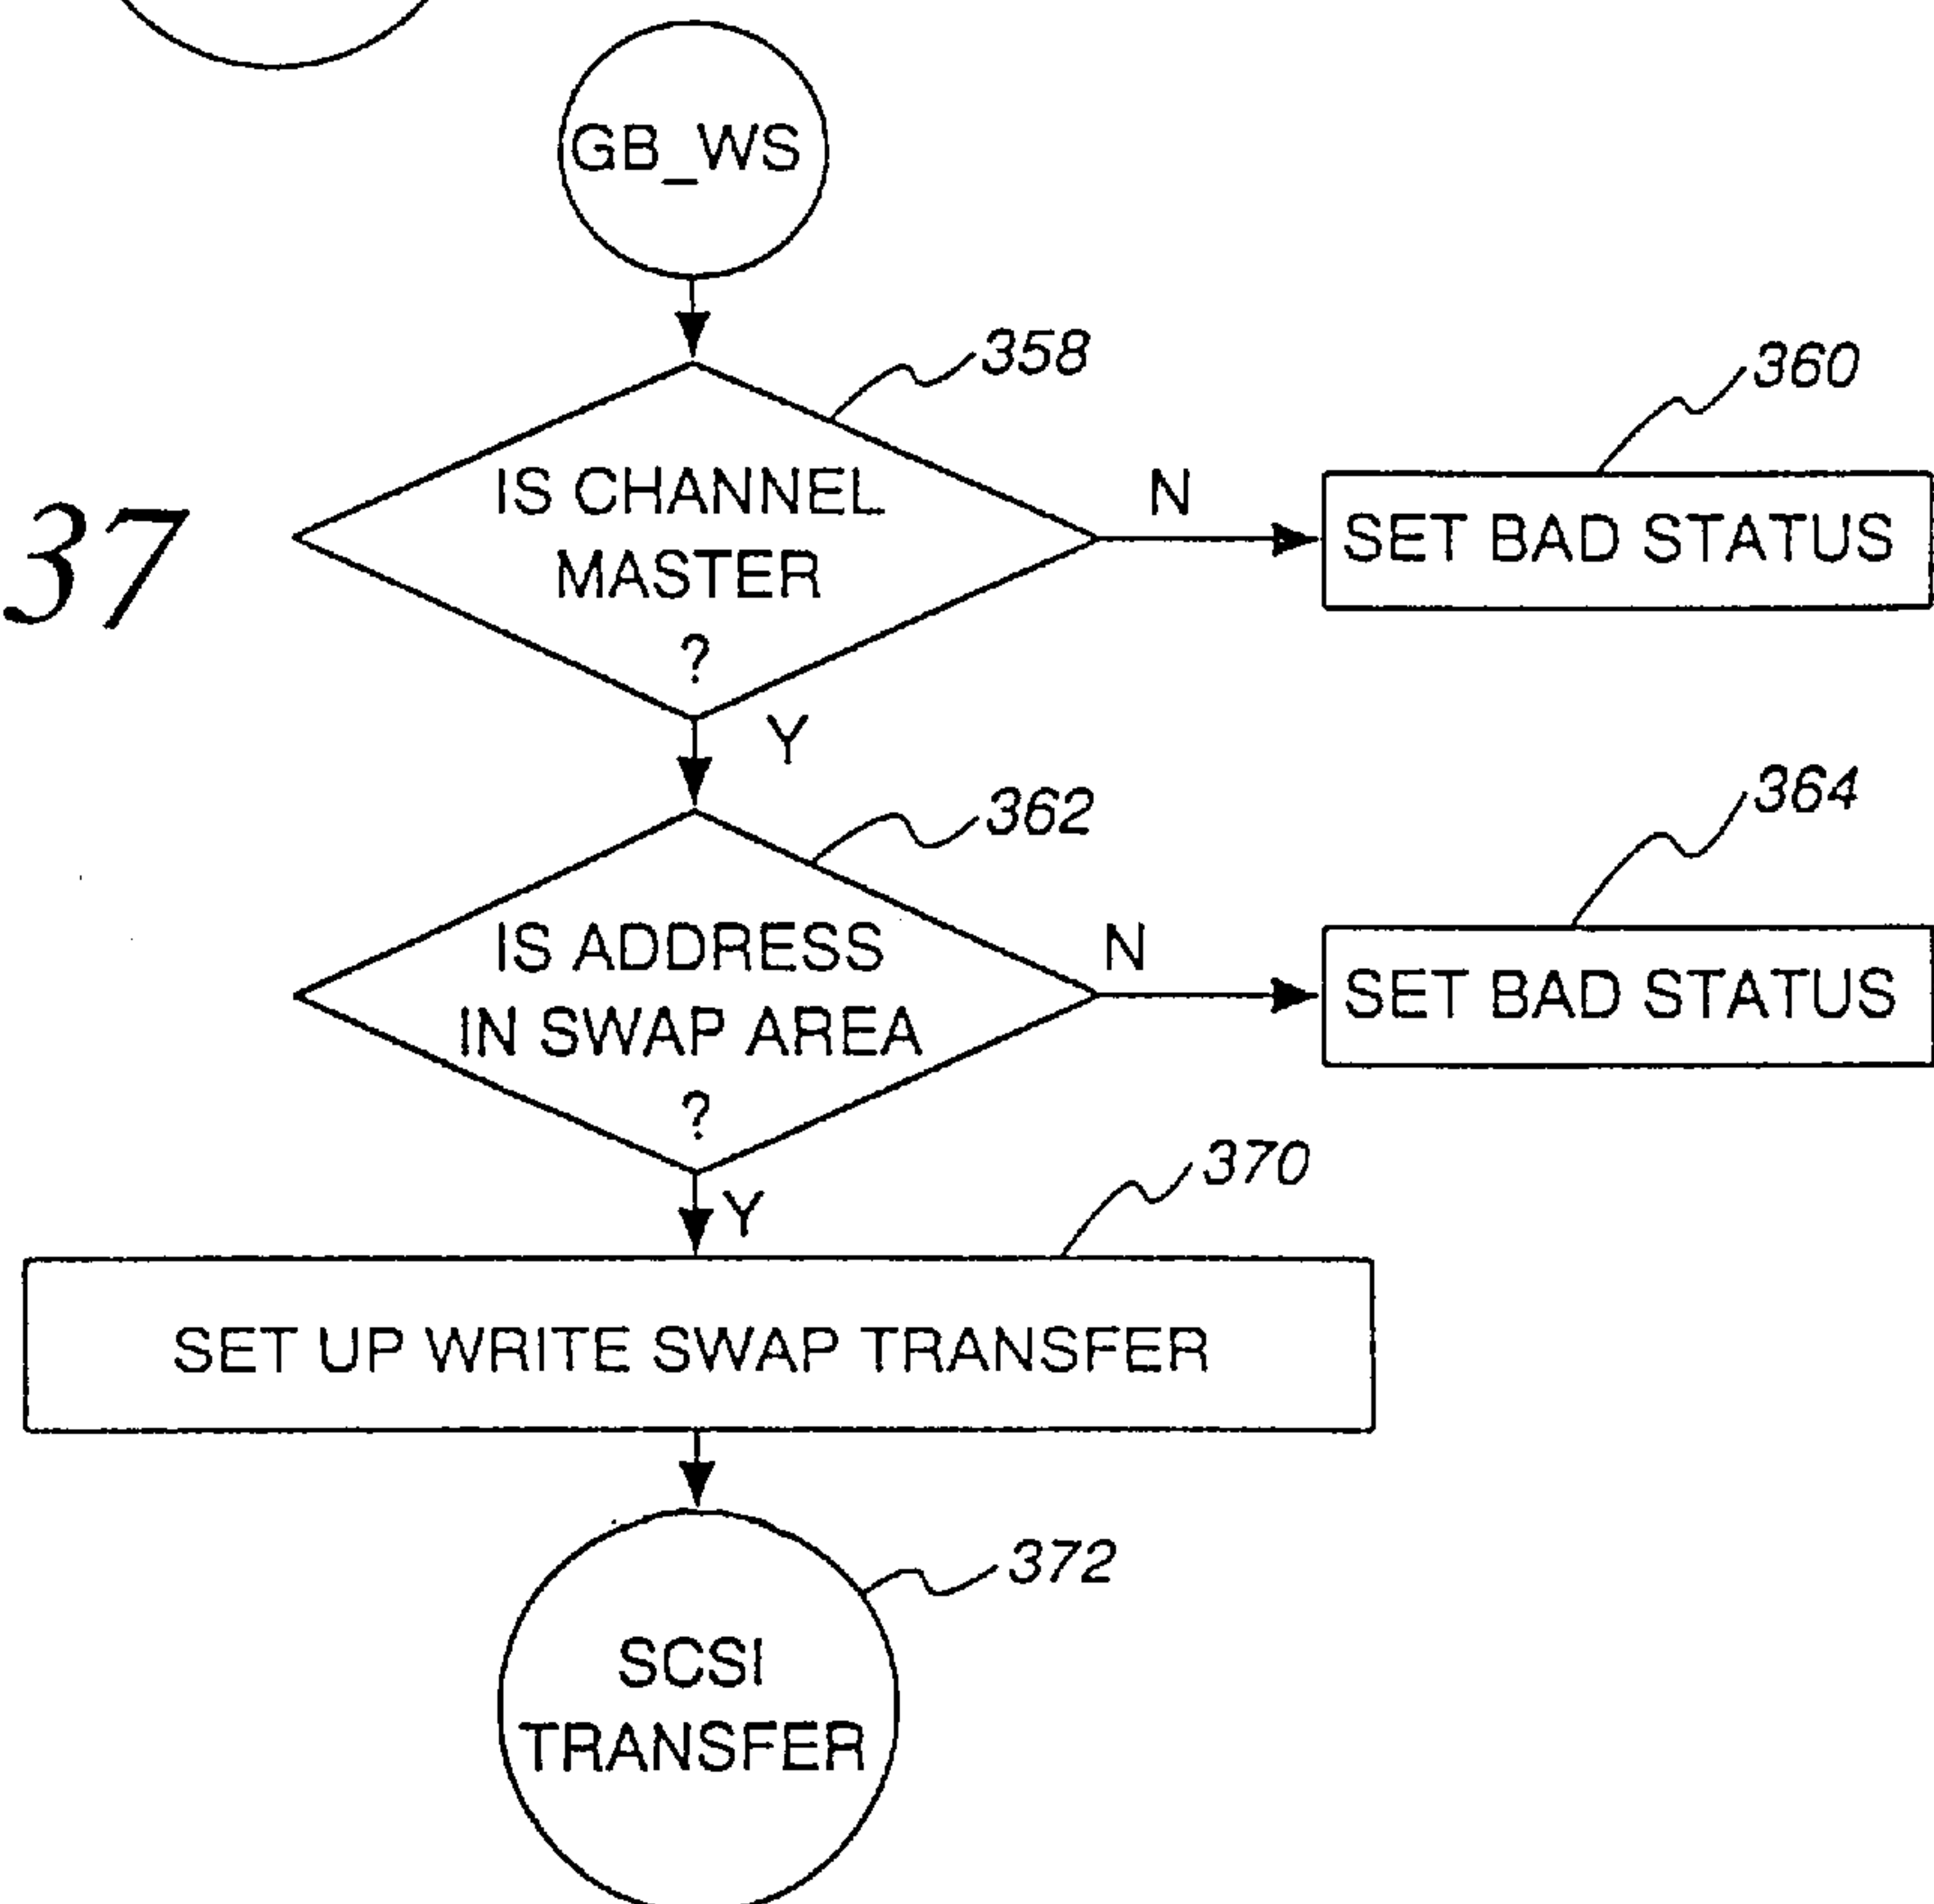 GB_WS
358
360
IS CHANNEL
MASTER
?
N
SET BAD STATUS
37
Y
362
364
IS ADDRESS
IN SWAP AREA
?
N
SET BAD STATUS
Y
370
SET UP WRITE SWAP TRANSFER
372
SCSI
TRANSFER